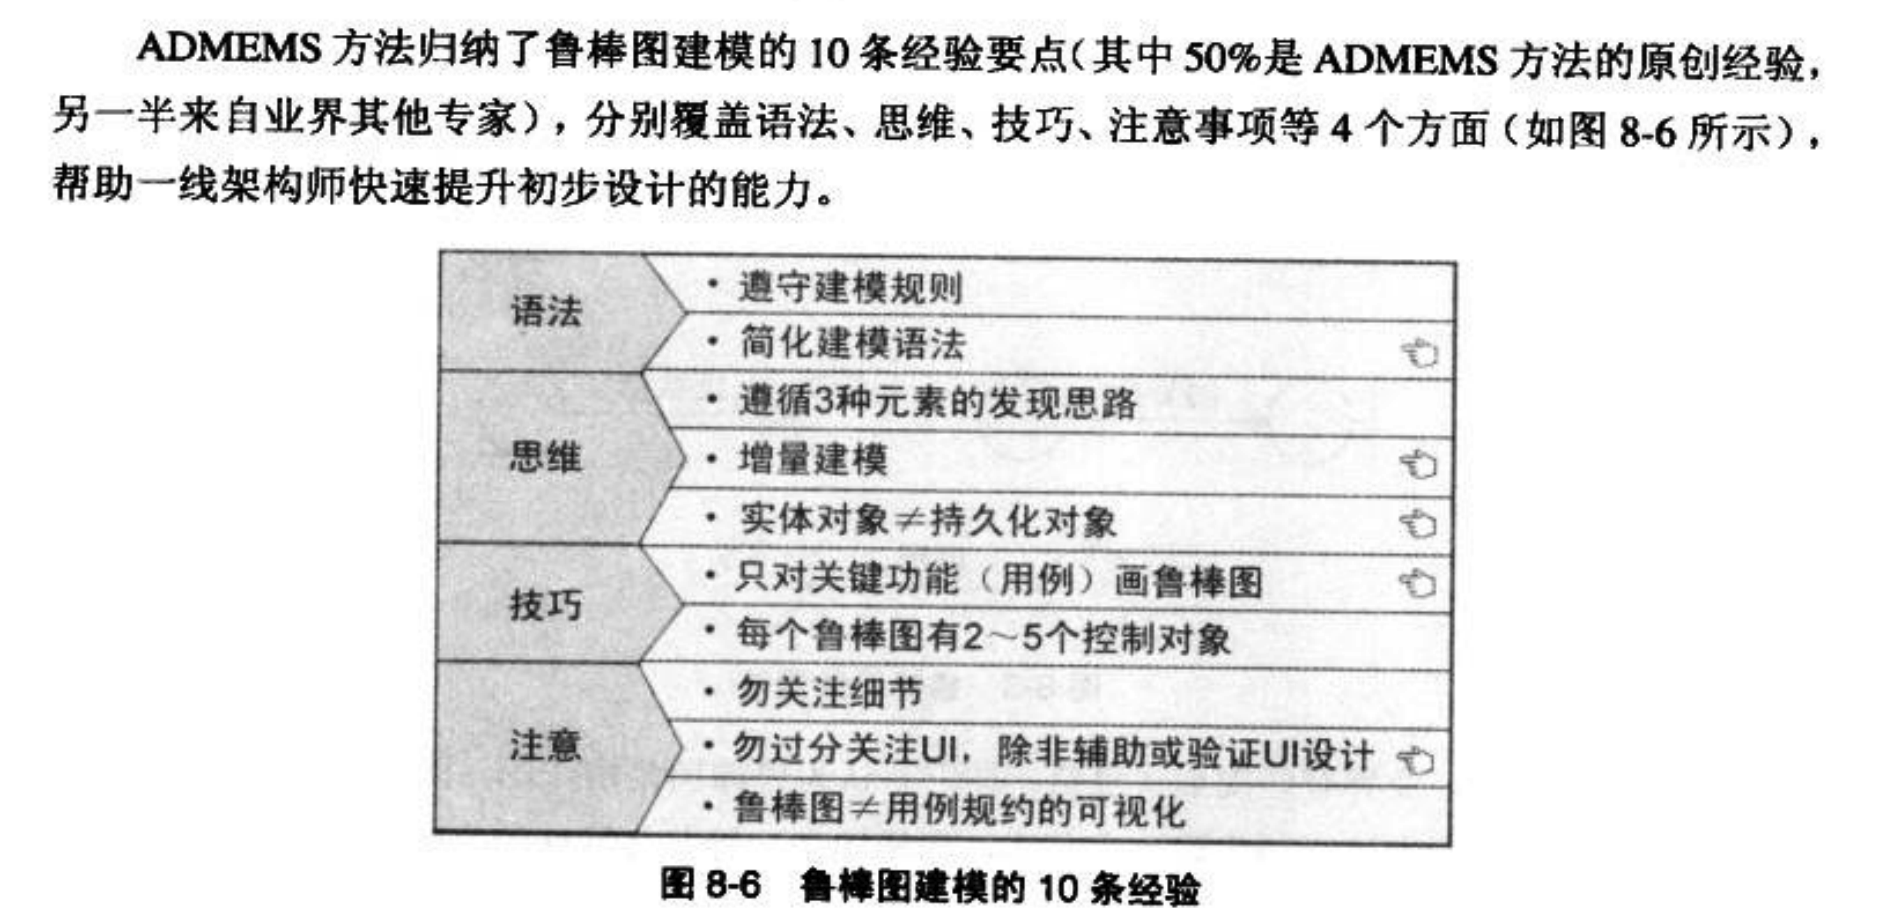 ADMEMS 方法归纳了鲁棒图建模的 10 条经验要点（其中 50%是 ADMEMS 方法的原创经验，
另一半来自业界其他专家），分别覆盖语法、思维、技巧、注意事项等 4 个方面（如图 8-6 所示），
帮助一线架构师快速提升初步设计的能力。
语法
· 遵守建模规则
· 简化建模语法
思维
· 遵循3种元素的发现思路
· 增量建模
· 实体对象≠持久化对象
技巧
· 只对关键功能（用例）画鲁棒图
· 每个鲁棒图有2～5个控制对象
注意
· 勿关注细节
· 勿过分关注UI，除非辅助或验证UI设计
· 鲁棒图≠用例规约的可视化
图 8-6 鲁棒图建模的 10 条经验